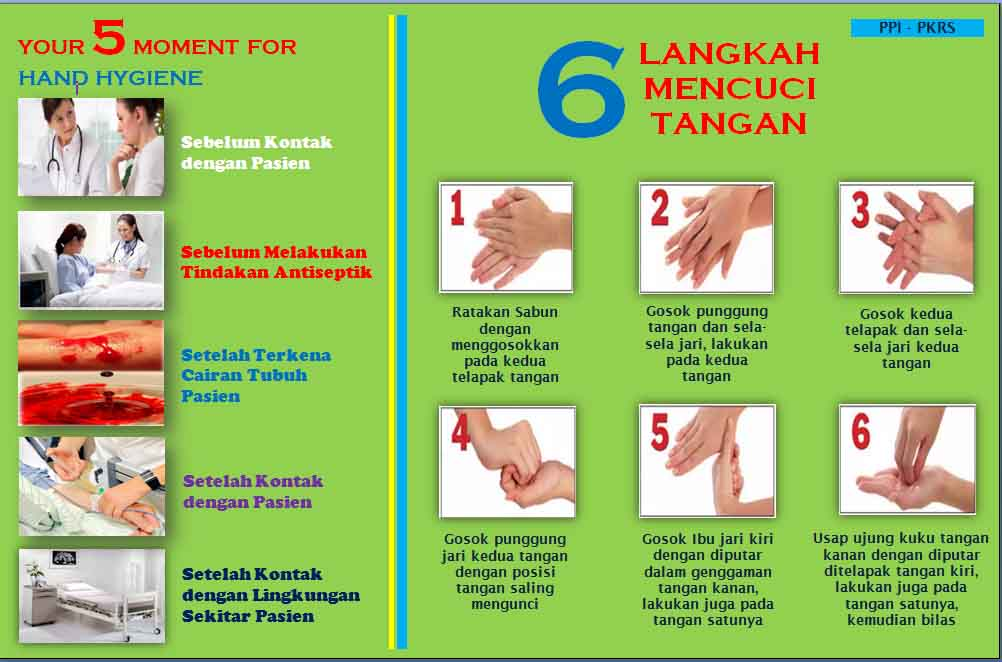 YOUR 5 MOMENT FOR
HAND HYGIENE
Sebelum Kontak
dengan Pasien
Sebelum Melakukan
Tindakan Antiseptik
Setelah Terkena
Cairan Tubuh
Pasien
Setelah Kontak
dengan Pasien
Setelah Kontak
dengan Lingkungan
Sekitar Pasien
PPI - PKRS
6 LANGKAH
MENCUCI
TANGAN
1
Ratakan Sabun
dengan
menggosokkan
pada kedua
telapak tangan
2
Gosok punggung
tangan dan sela-
sela jari, lakukan
pada kedua
tangan
3
Gosok kedua
telapak dan sela-
sela jari kedua
tangan
4
Gosok punggung
jari kedua tangan
dengan posisi
tangan saling
mengunci
5
Gosok Ibu jari kiri
dengan diputar
dalam genggaman
tangan kanan,
lakukan juga pada
tangan satunya
6
Usap ujung kuku tangan
kanan dengan diputar
ditelapak tangan kiri,
lakukan juga pada
tangan satunya,
kemudian bilas